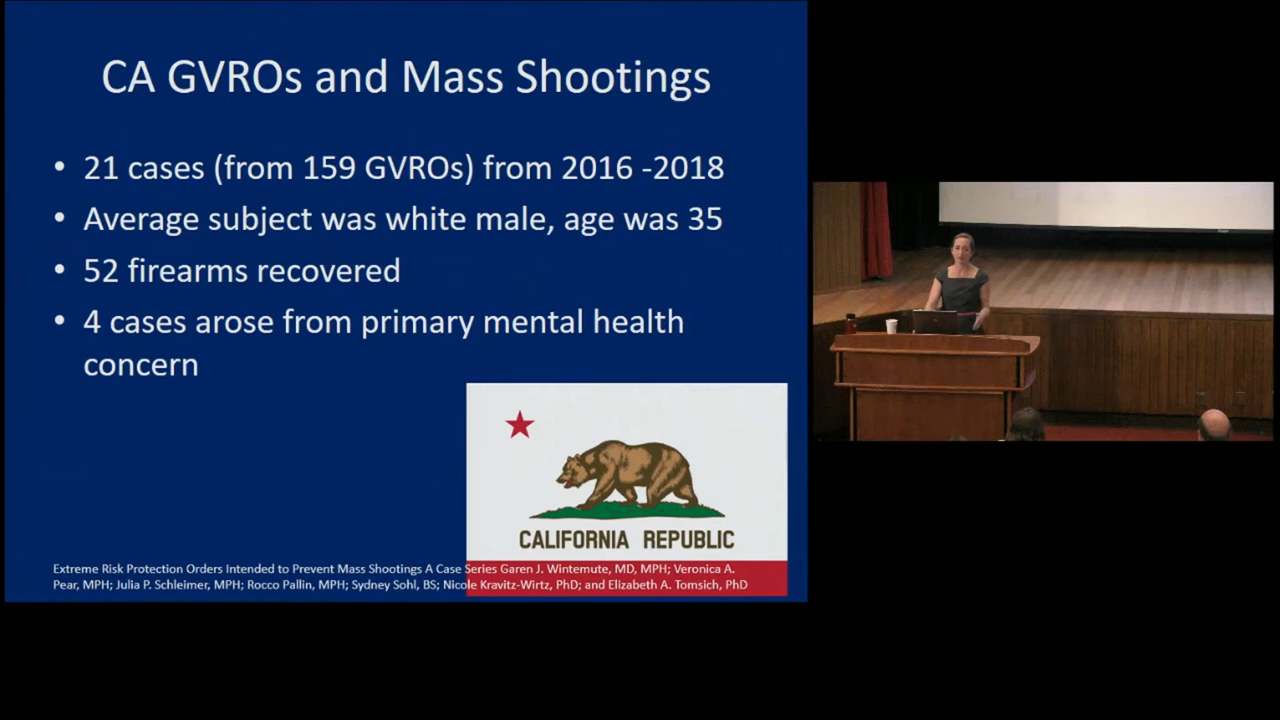 CA GVROs and Mass Shootings
• 21 cases (from 159 GVROs) from 2016 -2018
• Average subject was white male, age was 35
• 52 firearms recovered
• 4 cases arose from primary mental health
concern
CALIFORNIA REPUBLIC
Extreme Risk Protection Orders Intended to Prevent Mass Shootings A Case Series Garen J. Wintemute, MD, MPH; Veronica A.
Pear, MPH; Julia P. Schleimer, MPH; Rocco Pallin, MPH; Sydney Sohl, BS; Nicole Kravitz-Wirtz, PhD; and Elizabeth A. Tomsich, PhD